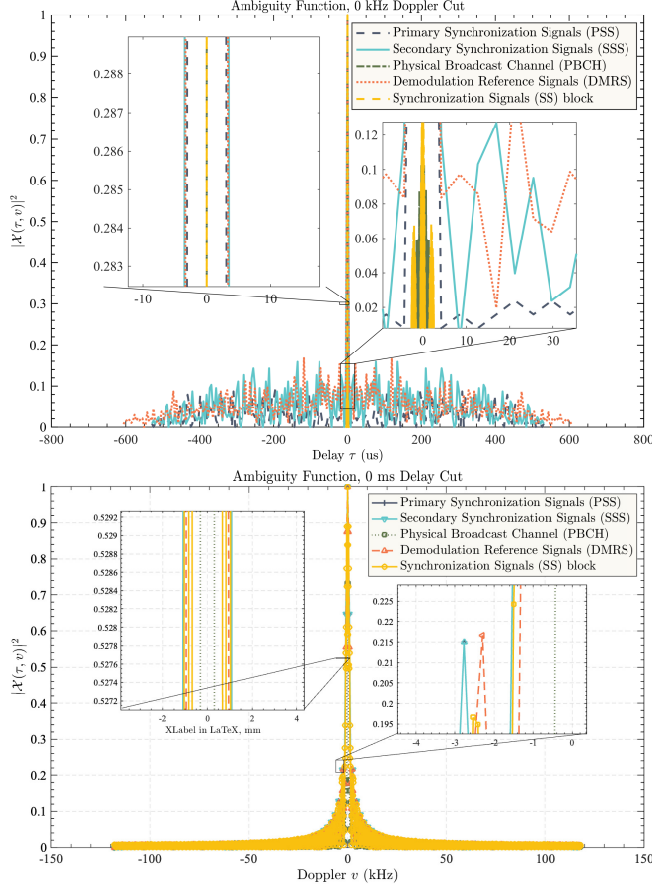 Ambiguity Function, 0 kHz Doppler Cut
1
0.9
0.8
0.7
0.6
0.5
0.4
0.3
0.2
0.1
0
|𝒳(τ, v)|²
Primary Synchronization Signals (PSS)
Secondary Synchronization Signals (SSS)
Physical Broadcast Channel (PBCH)
Demodulation Reference Signals (DMRS)
Synchronization Signals (SS) block
0.288
0.287
0.286
0.285
0.284
0.283
-10 0 10
0.12
0.1
0.08
0.06
0.04
0.02
0 10 20 30
-800 -600 -400 -200 0 200 400 600 800
Delay τ (us)
Ambiguity Function, 0 ms Delay Cut
1
0.9
0.8
0.7
0.6
0.5
0.4
0.3
0.2
0.1
0
|𝒳(τ, v)|²
Primary Synchronization Signals (PSS)
Secondary Synchronization Signals (SSS)
Physical Broadcast Channel (PBCH)
Demodulation Reference Signals (DMRS)
Synchronization Signals (SS) block
0.5292
0.529
0.5288
0.5286
0.5284
0.5282
0.528
0.5278
0.5276
0.5274
0.5272
-2 0 2 4
XLabel in LaTeX, mm
0.225
0.22
0.215
0.21
0.205
0.2
0.195
-4 -3 -2 -1 0
-150 -100 -50 0 50 100 150
Doppler v (kHz)